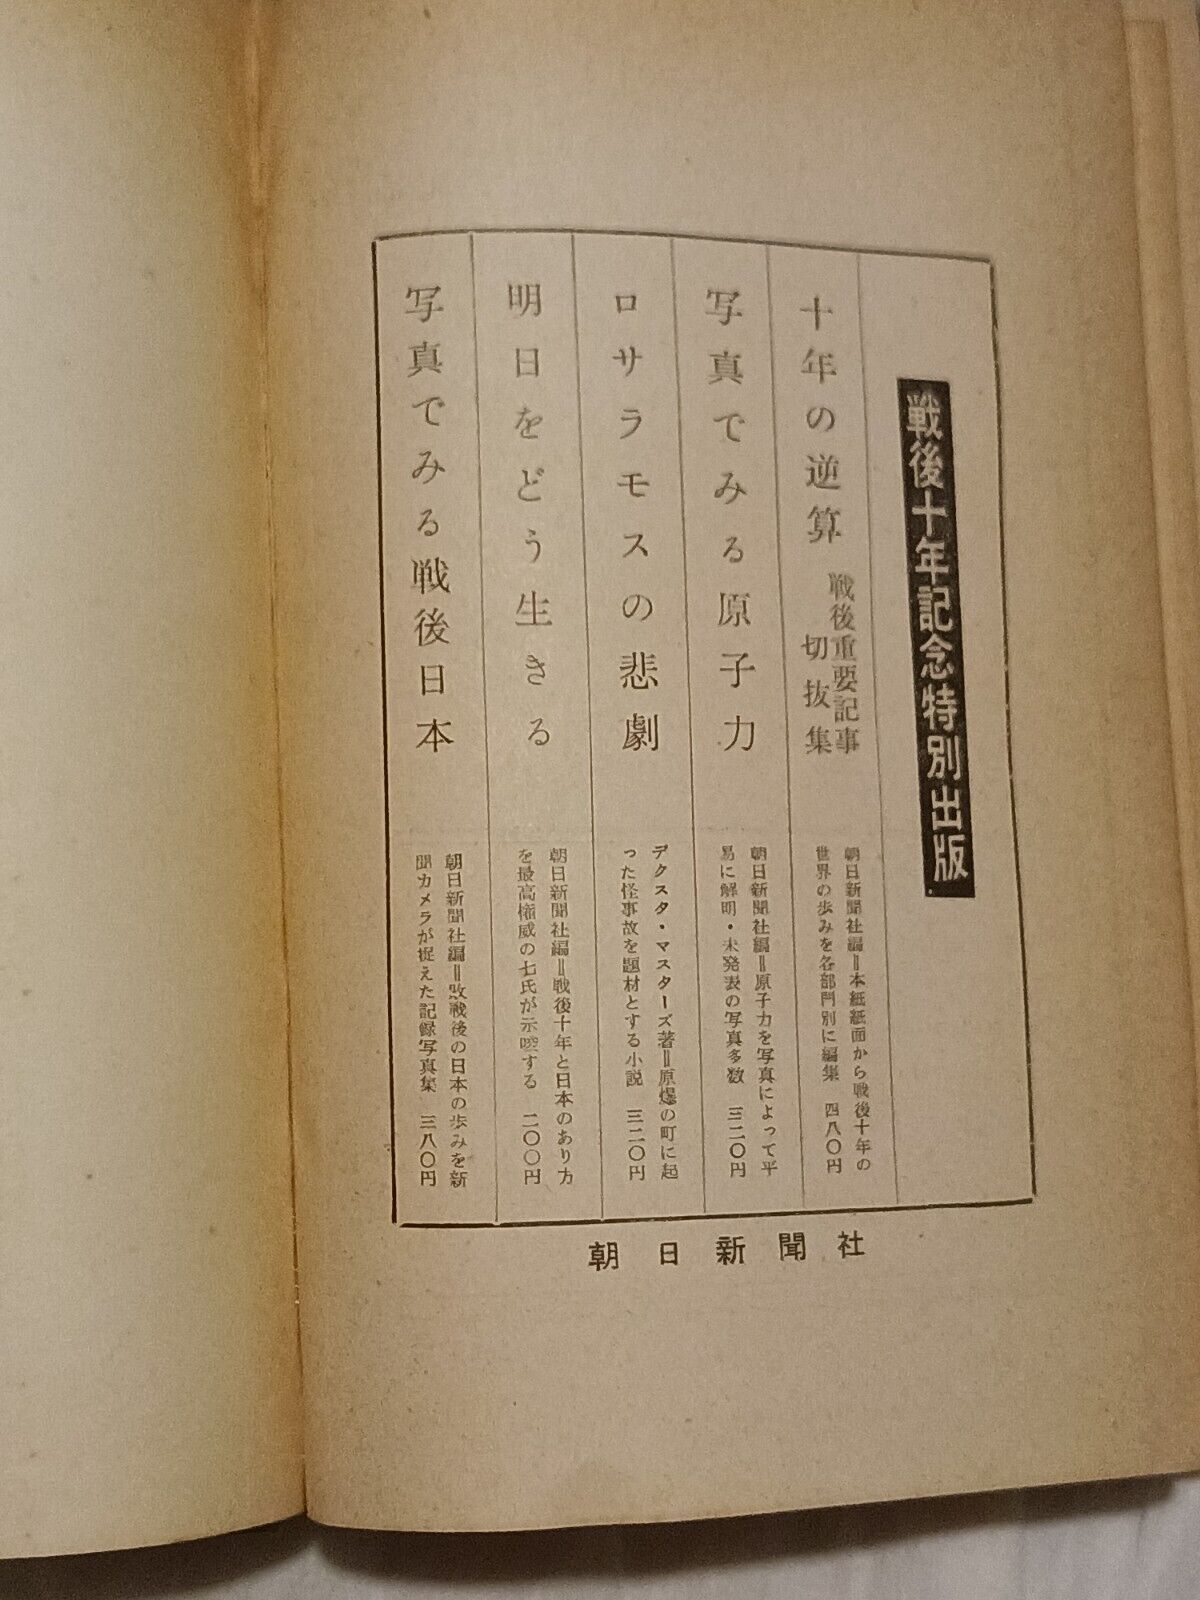 戦後十年記念特別出版
十年の逆算
戦後重要記事
切抜集
朝日新聞社編＝本紙紙面から戦後十年の
世界の歩みを各部門別に編集　四八〇円
写真でみる原子力
朝日新聞社編＝原子力を写真によって平
易に解明・未発表の写真多数　三二〇円
ロサラモスの悲劇
デクスタ・マスターズ著＝原爆の町に起
った怪事故を題材とする小説　三二〇円
明日をどう生きる
朝日新聞社編＝戦後十年と日本のあり方
を最高権威の七氏が示唆する　二〇〇円
写真でみる戦後日本
朝日新聞社編＝敗戦後の日本の歩みを新
聞カメラが捉えた記録写真集　三八〇円
朝日新聞社